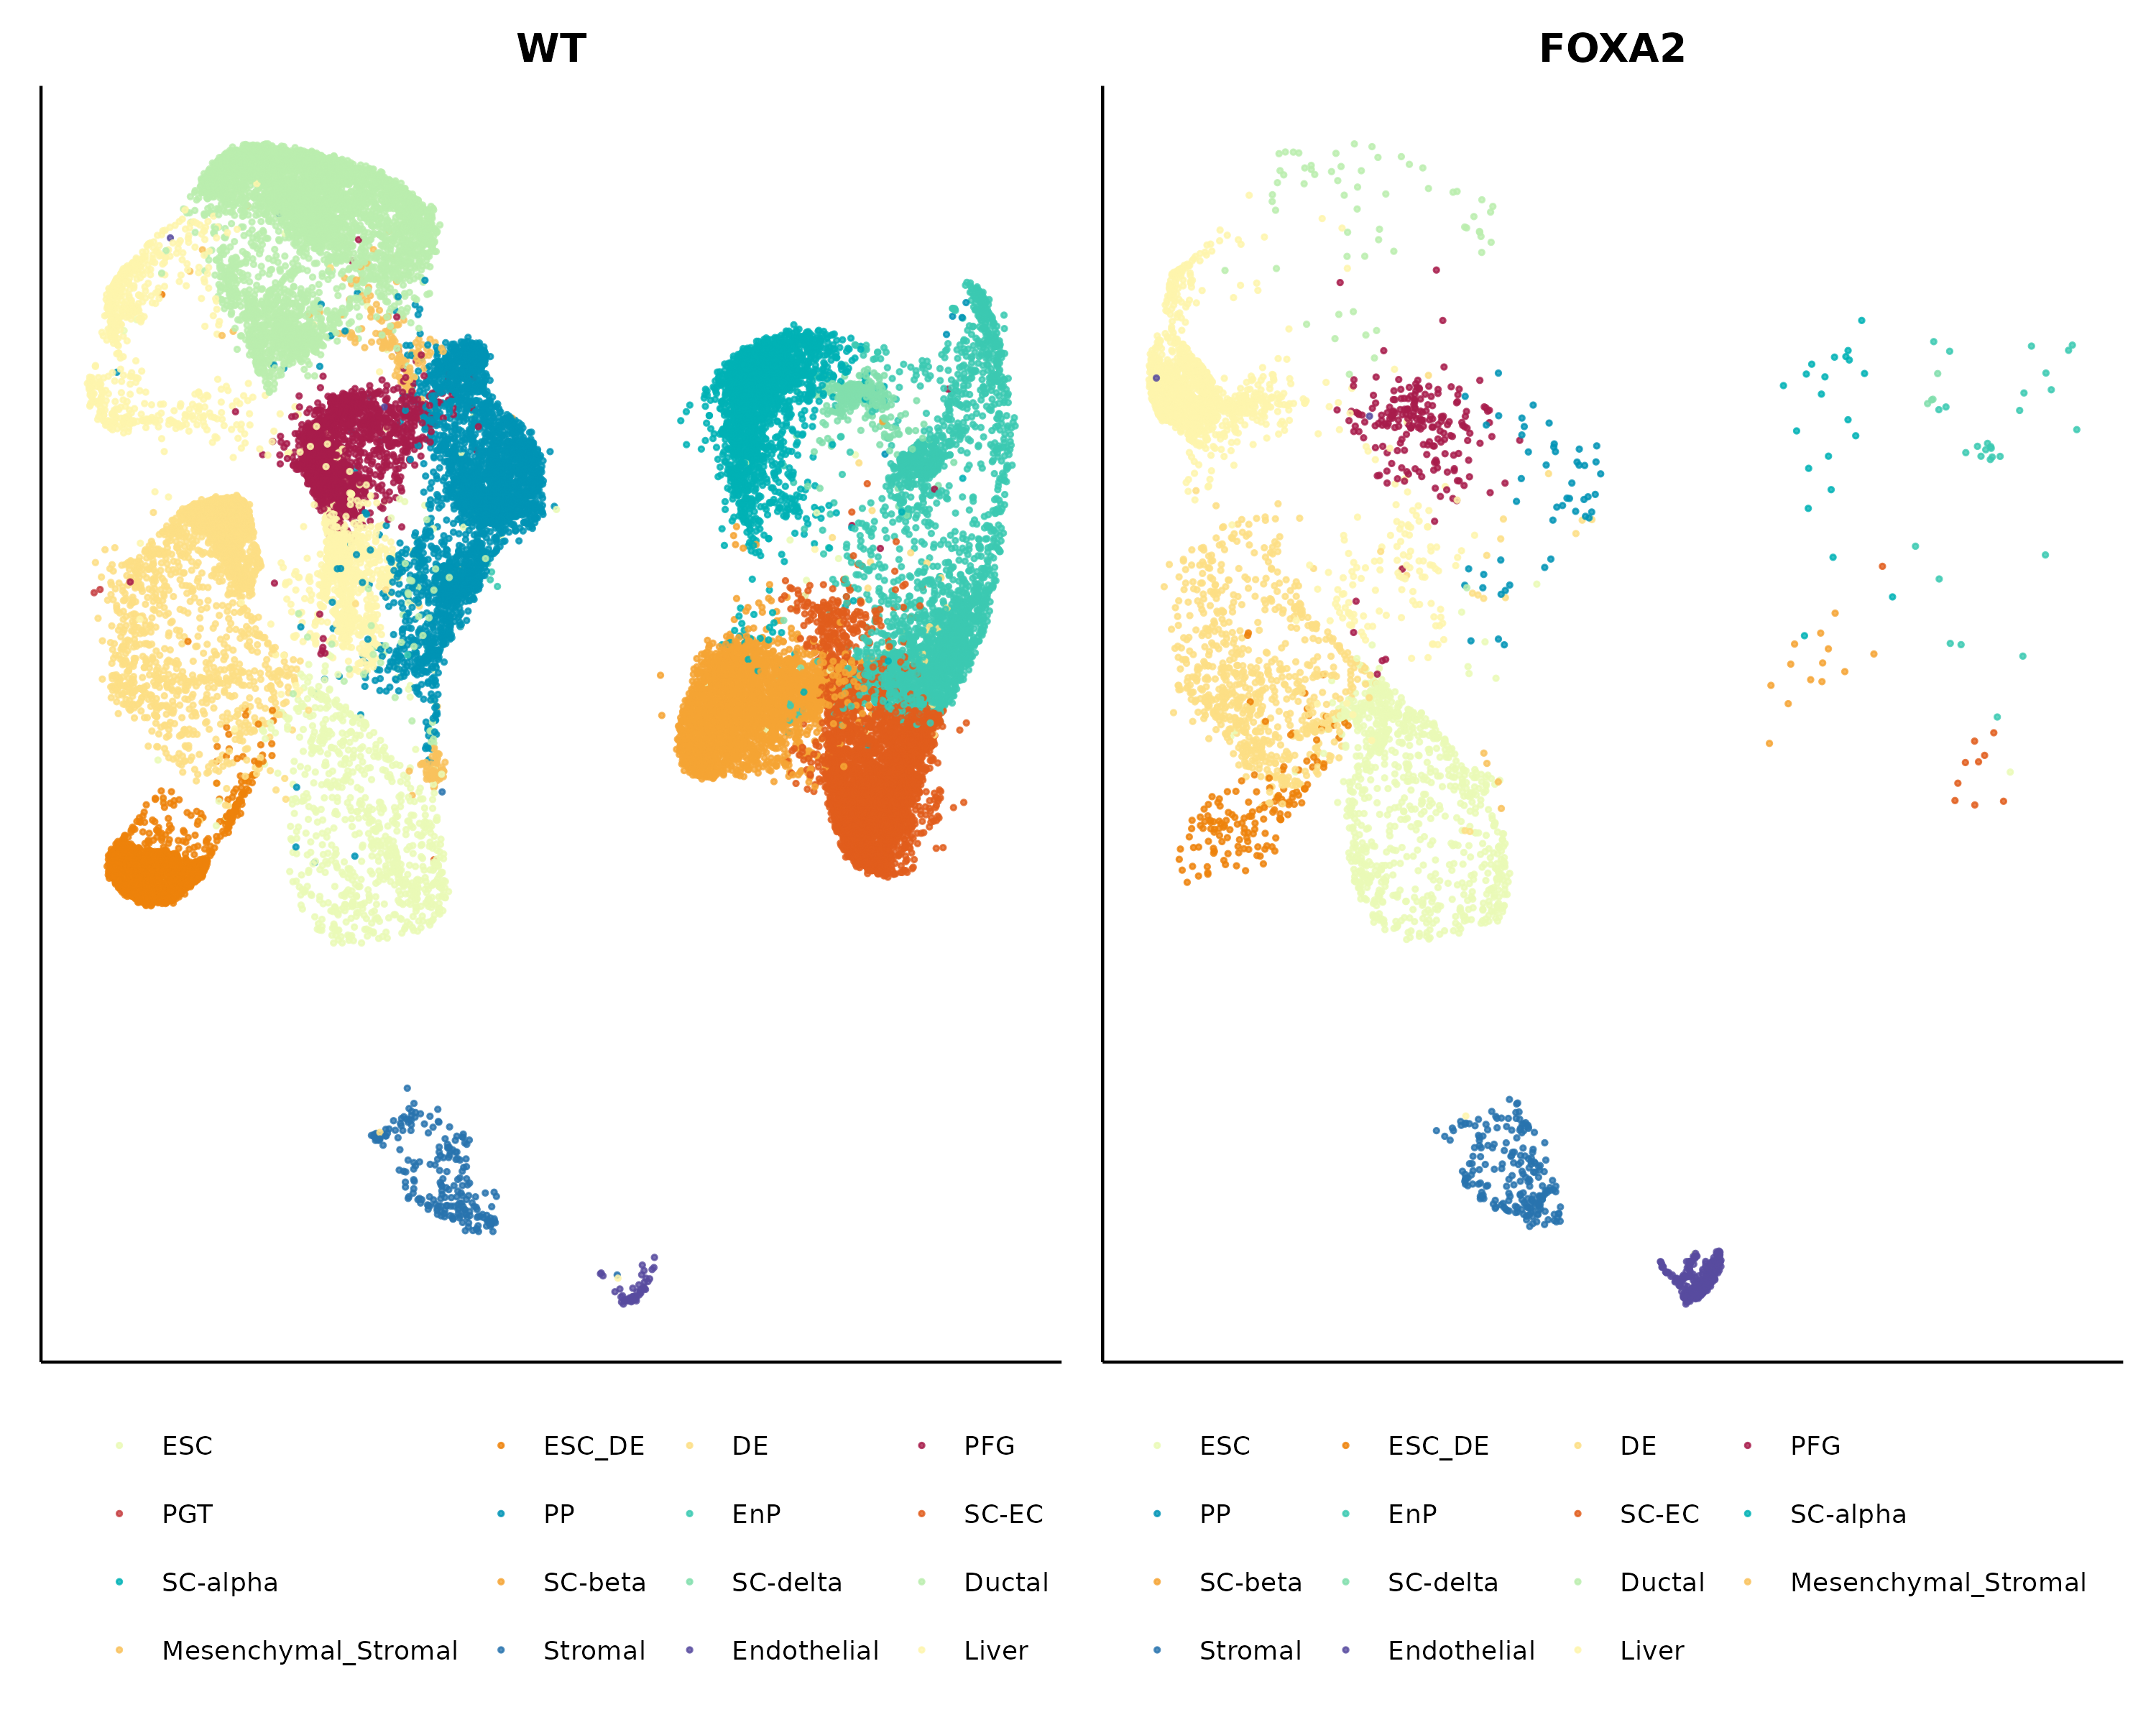 WT
FOXA2
ESC ESC_DE DE PFG
PGT PP EnP SC-EC
SC-alpha SC-beta SC-delta Ductal
Mesenchymal_Stromal Stromal Endothelial Liver
ESC ESC_DE DE PFG
PP EnP SC-EC SC-alpha
SC-beta SC-delta Ductal Mesenchymal_Stromal
Stromal Endothelial Liver